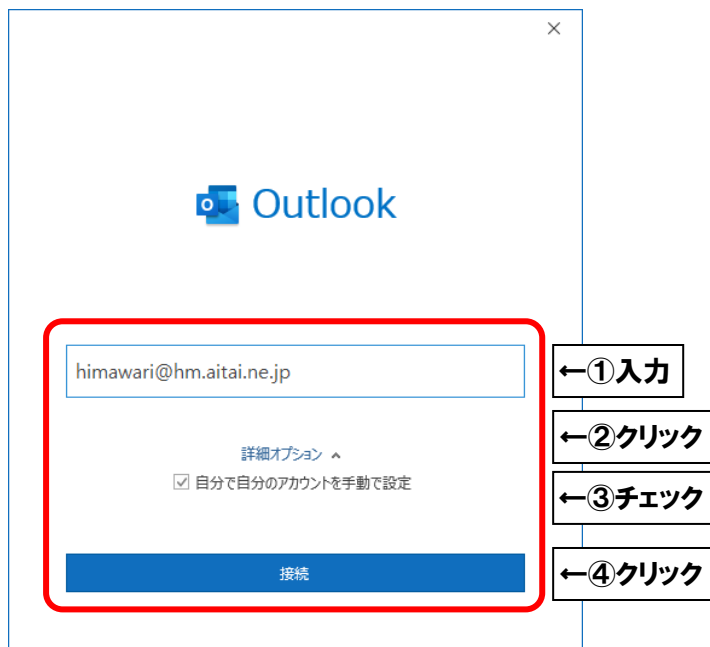 Outlook
himawari@hm.aitai.ne.jp
←①入力
詳細オプション
←②クリック
自分で自分のアカウントを手動で設定
←③チェック
接続
←④クリック